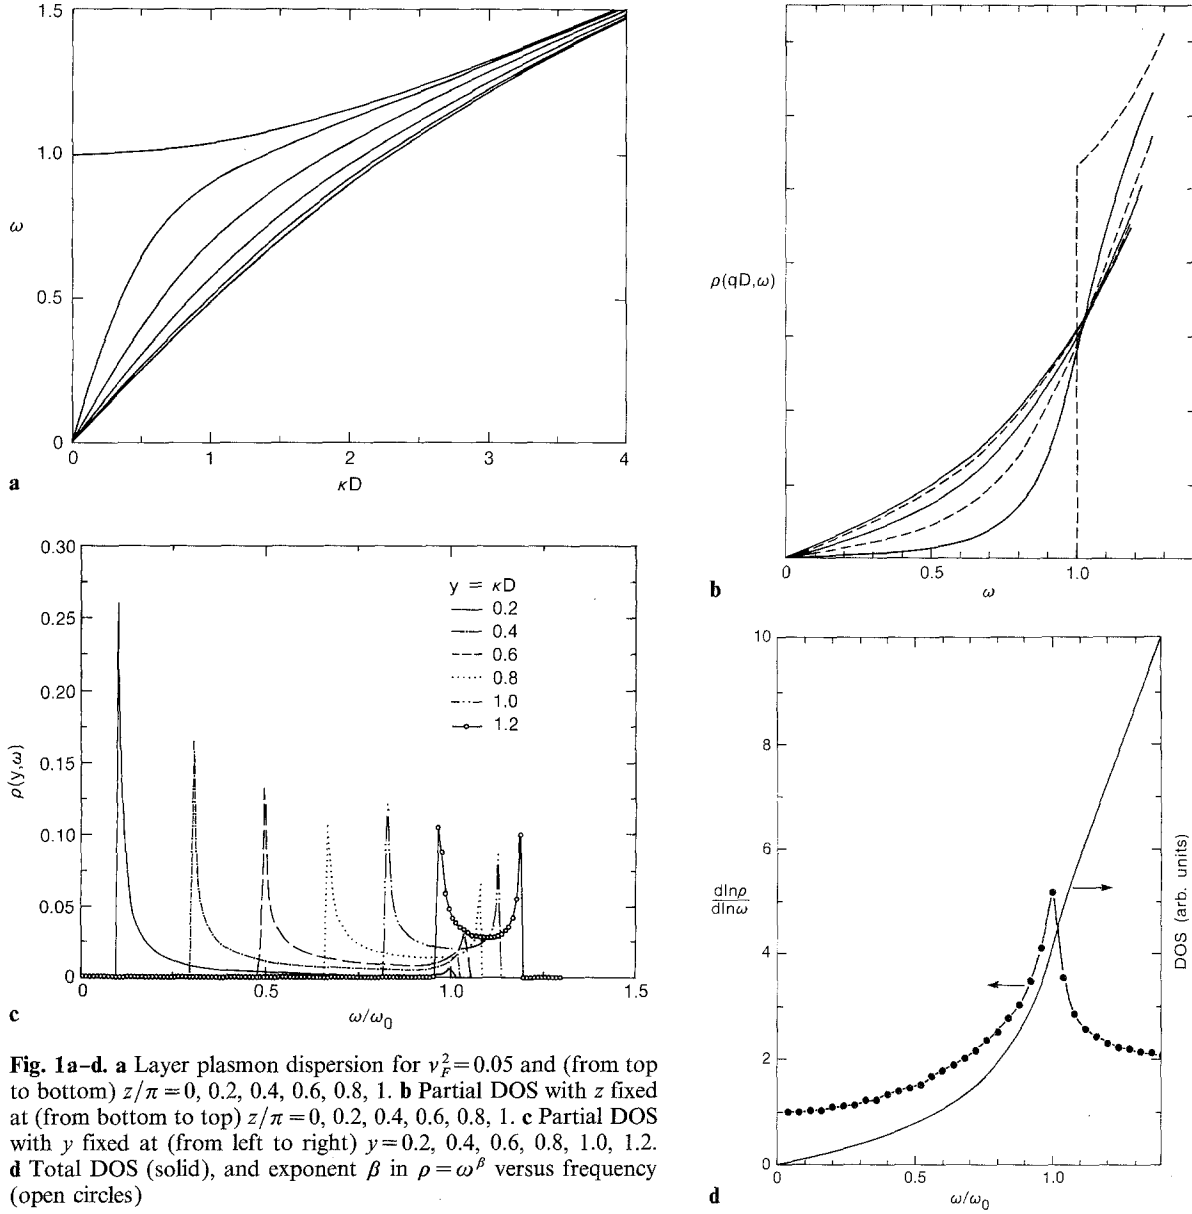 1.5
1.0
ω
0.5
0
0 1 2 3 4
κD
a
ρ(qD,ω)
0 0.5 1.0
ω
b
0.30
0.25
0.20
0.15
0.10
0.05
0
ρ(y,ω)
y = κD
0.2
0.4
0.6
0.8
1.0
1.2
0 0.5 1.0 1.5
ω/ω₀
c
10
8
6
4
2
0
dlnρ
dlnω
DOS (arb. units)
0 0.5 1.0
ω/ω₀
d
Fig. 1a–d. a Layer plasmon dispersion for v_F^2=0.05 and (from top
to bottom) z/π=0, 0.2, 0.4, 0.6, 0.8, 1. b Partial DOS with z fixed
at (from bottom to top) z/π=0, 0.2, 0.4, 0.6, 0.8, 1. c Partial DOS
with y fixed at (from left to right) y=0.2, 0.4, 0.6, 0.8, 1.0, 1.2.
d Total DOS (solid), and exponent β in ρ=ω^β versus frequency
(open circles)